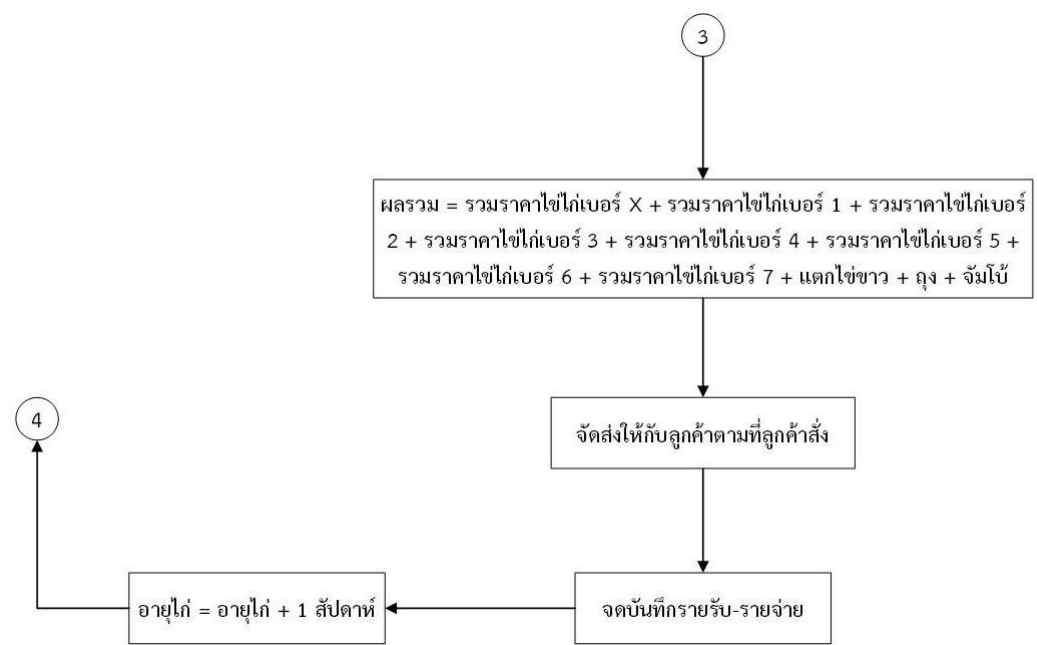 3
ผลรวม = รวมราคาไข่ไก่เบอร์ X + รวมราคาไข่ไก่เบอร์ 1 + รวมราคาไข่ไก่เบอร์
2 + รวมราคาไข่ไก่เบอร์ 3 + รวมราคาไข่ไก่เบอร์ 4 + รวมราคาไข่ไก่เบอร์ 5 +
รวมราคาไข่ไก่เบอร์ 6 + รวมราคาไข่ไก่เบอร์ 7 + แตกไข่ขาว + ถุง + จัมโบ้
จัดส่งให้กับลูกค้าตามที่ลูกค้าสั่ง
จดบันทึกรายรับ-รายจ่าย
อายุไก่ = อายุไก่ + 1 สัปดาห์
4